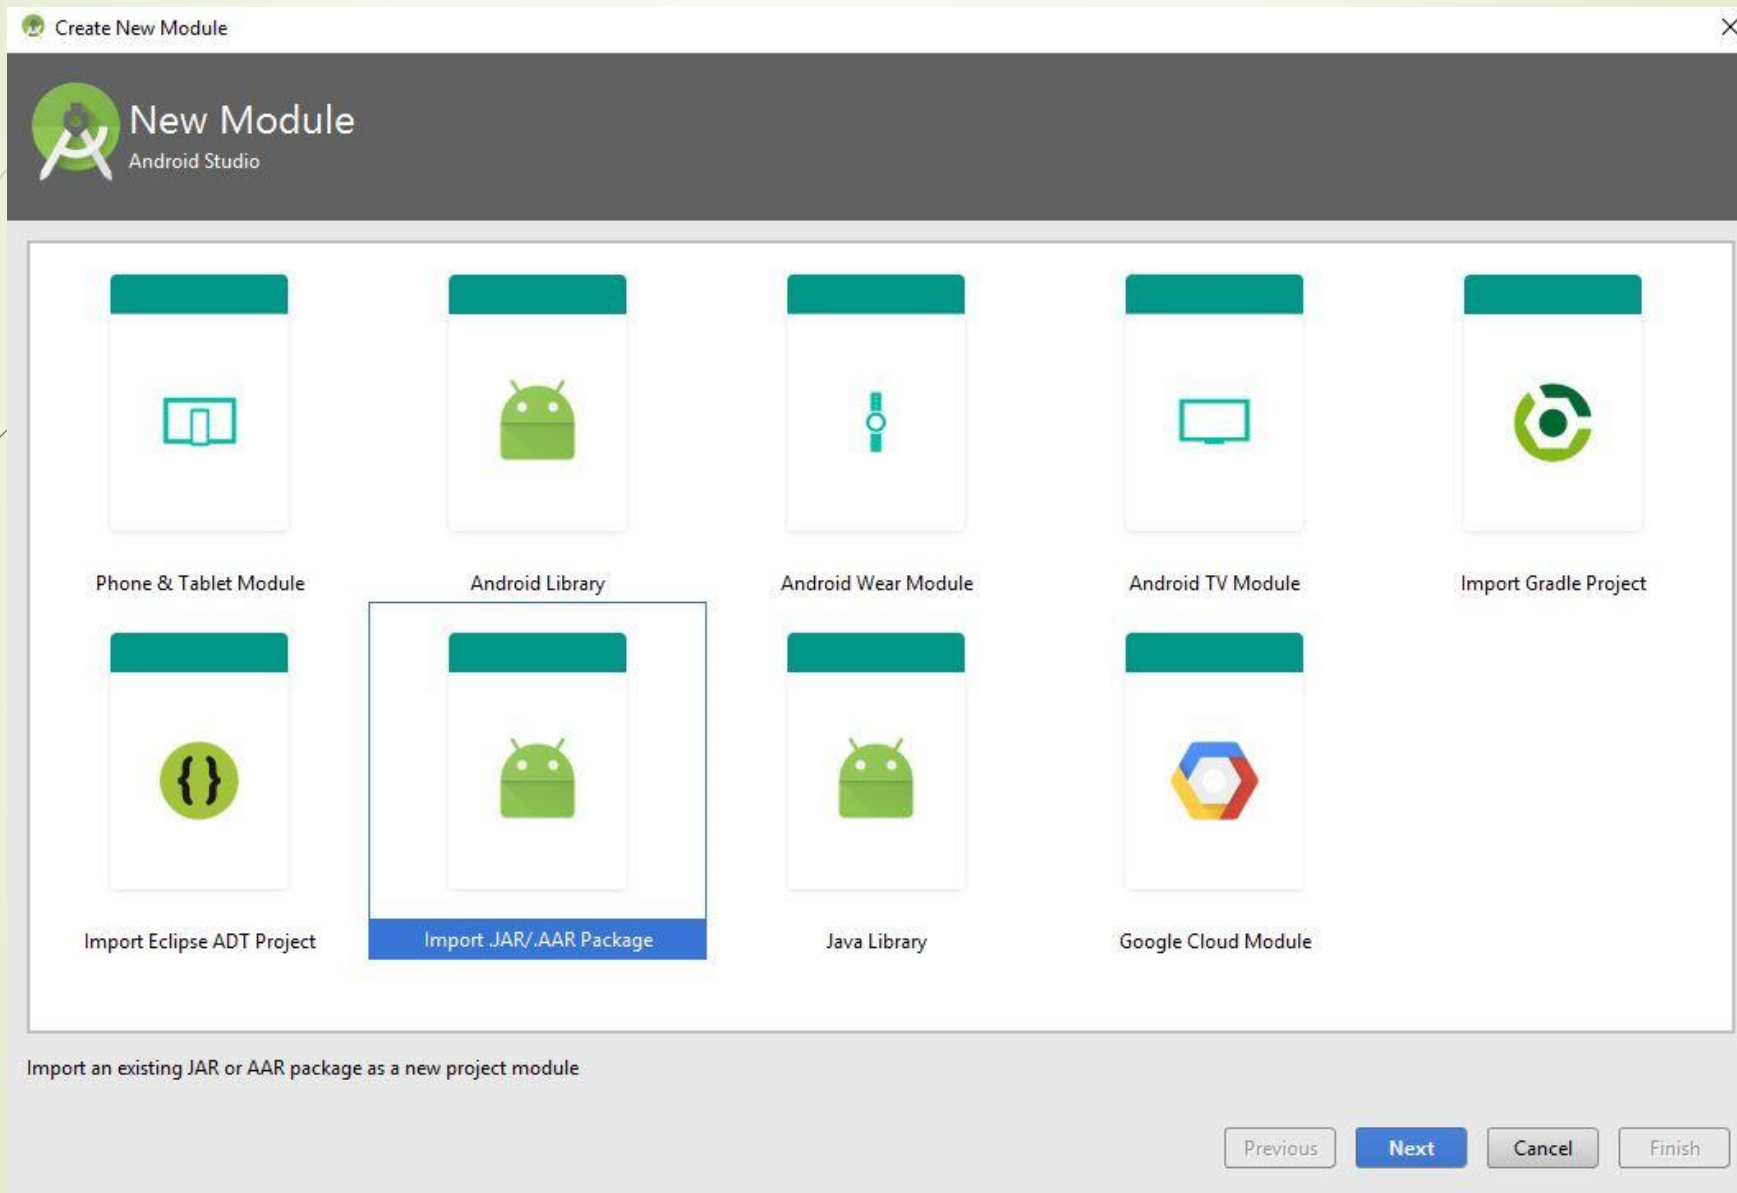 Create New Module
New Module
Android Studio
Phone & Tablet Module
Android Library
Android Wear Module
Android TV Module
Import Gradle Project
{}
Import Eclipse ADT Project
Import .JAR/.AAR Package
Java Library
Google Cloud Module
Import an existing JAR or AAR package as a new project module
Previous
Next
Cancel
Finish